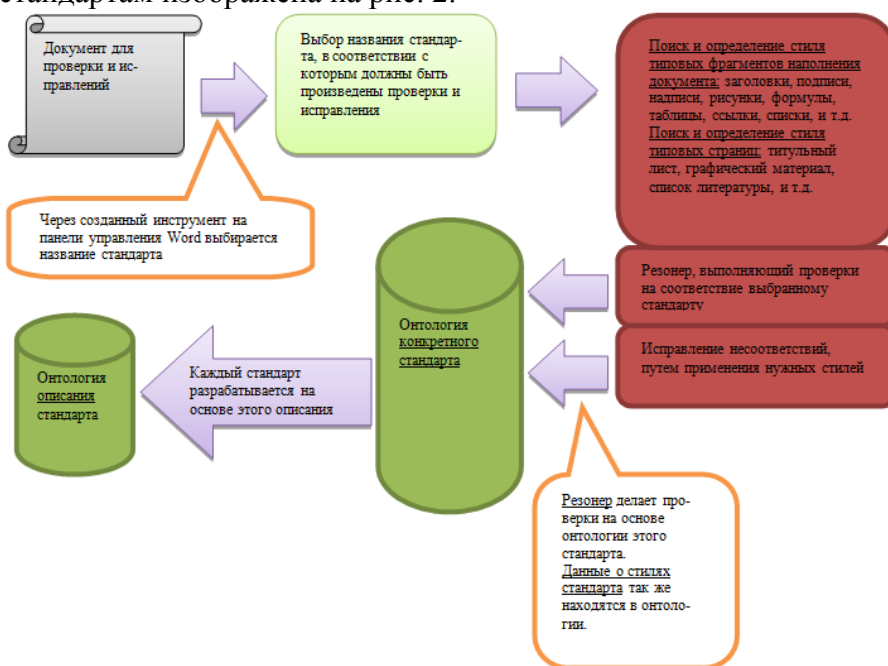 стандартам изображена на рис. 2.
Документ для
проверки и ис-
правлений
Выбор названия стандар-
та, в соответствии с
которым должны быть
произведены проверки и
исправления
Поиск и определение стиля
типовых фрагментов наполнения
документа: заголовки, подписи,
надписи, рисунки, формулы,
таблицы, ссылки, списки, и т.д.
Поиск и определение стиля
типовых страниц: титульный
лист, графический материал,
список литературы, и т.д.
Через созданный инструмент на
панели управления Word выбирается
название стандарта
Резонер, выполняющий проверки
на соответствие выбранному
стандарту
Онтология
конкретного
стандарта
Исправление несоответствий,
путем применения нужных стилей
Каждый стандарт
разрабатывается на
основе этого описания
Онтология
описания
стандарта
Резонер делает про-
верки на основе
онтологии этого
стандарта.
Данные о стилях
стандарта так же
находятся в онтоло-
гии.